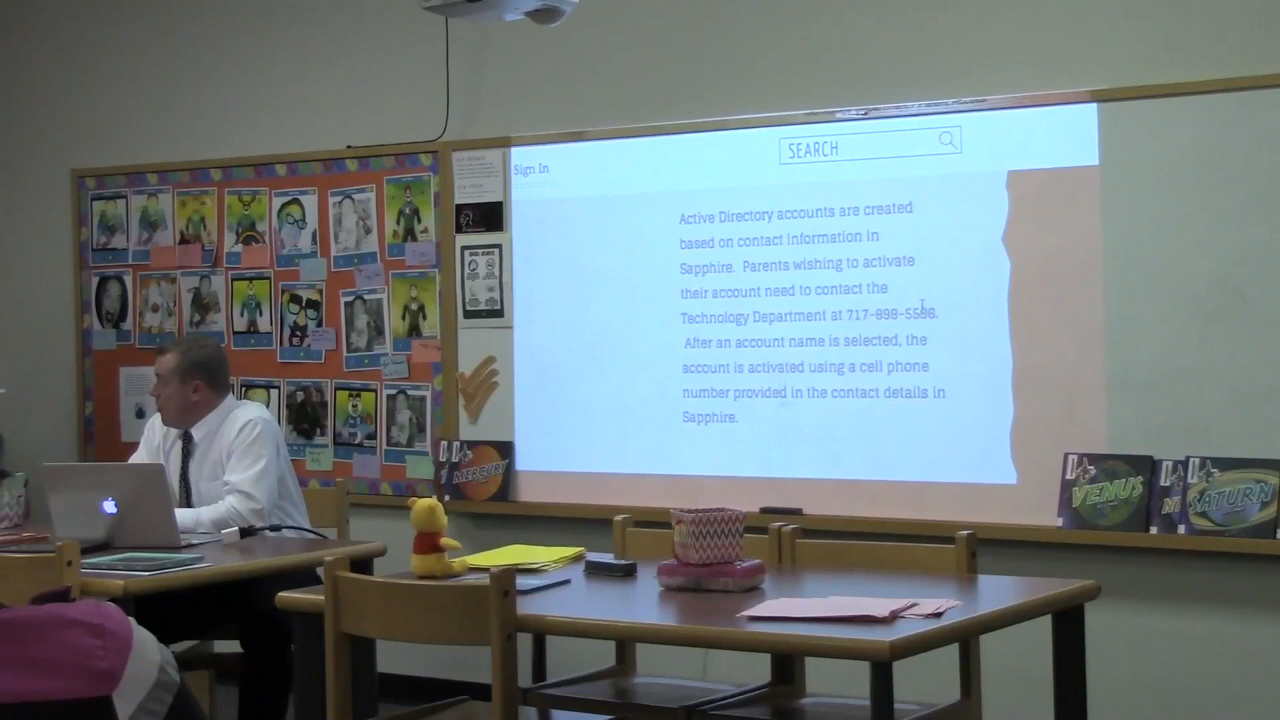 Sign In
SEARCH
Active Directory accounts are created
based on contact information in
Sapphire. Parents wishing to activate
their account need to contact the
Technology Department at 717-898-5586.
After an account name is selected, the
account is activated using a cell phone
number provided in the contact details in
Sapphire.
MERCURY
VENUS
SATURN